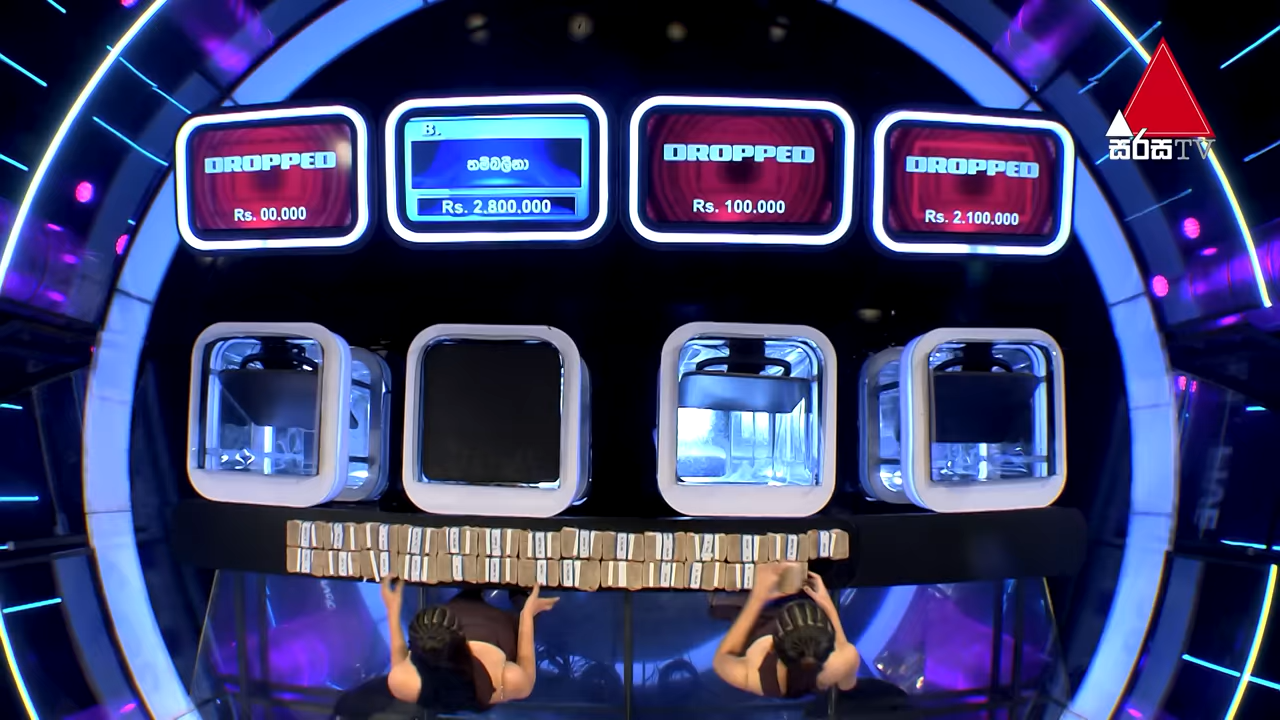 DROPPED
Rs. 00,000
B.
තම්බලීනා
Rs. 2,800,000
DROPPED
Rs. 100.000
DROPPED
Rs. 2.100,000
සිරස TV